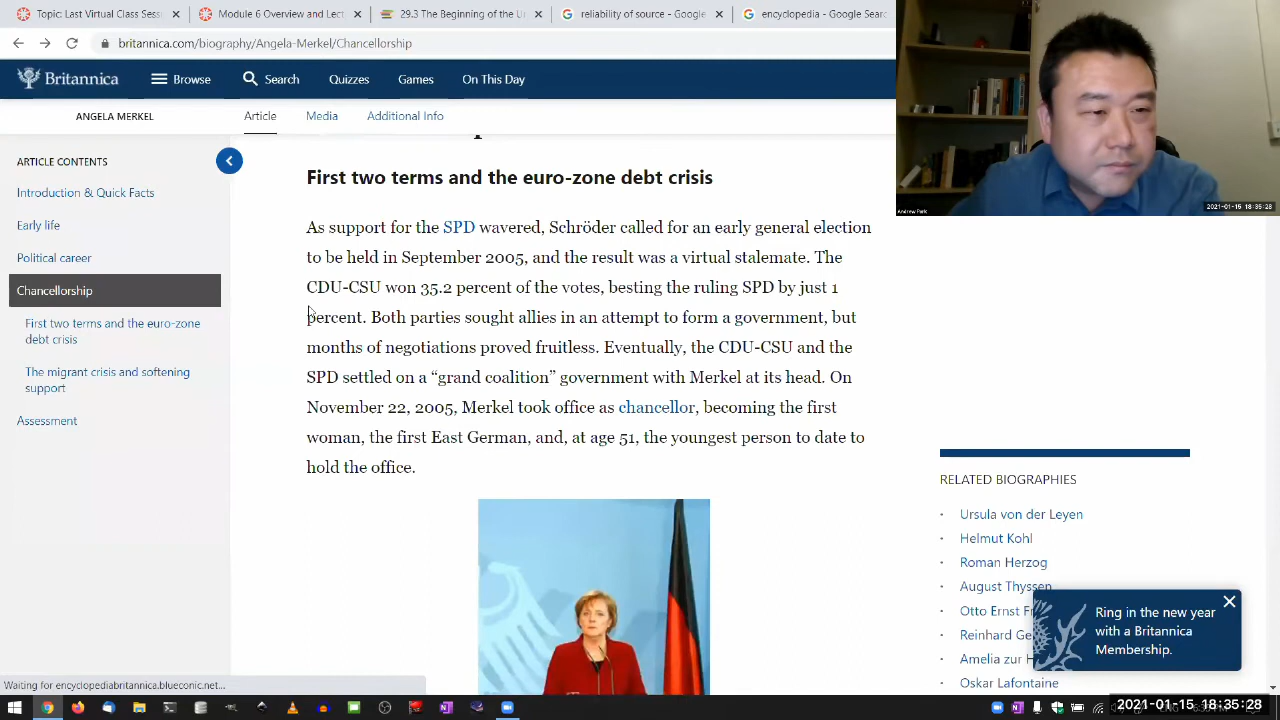 Topic: Last Virtual Class Sessi
Module 6 Overview and Le
29.3 The Beginning of the Ur
reliability of source - Google
encyclopedia - Google Sear
britannica.com/biography/Angela-Merkel/Chancellorship
Britannica
Browse
Search
Quizzes
Games
On This Day
ANGELA MERKEL
Article
Media
Additional Info
ARTICLE CONTENTS
Introduction & Quick Facts
Early life
Political career
Chancellorship
First two terms and the euro-zone
debt crisis
The migrant crisis and softening
support
Assessment
First two terms and the euro-zone debt crisis
As support for the SPD wavered, Schröder called for an early general election
to be held in September 2005, and the result was a virtual stalemate. The
CDU-CSU won 35.2 percent of the votes, besting the ruling SPD by just 1
percent. Both parties sought allies in an attempt to form a government, but
months of negotiations proved fruitless. Eventually, the CDU-CSU and the
SPD settled on a “grand coalition” government with Merkel at its head. On
November 22, 2005, Merkel took office as chancellor, becoming the first
woman, the first East German, and, at age 51, the youngest person to date to
hold the office.
Andrew Park
2021-01-15 18:35:28
RELATED BIOGRAPHIES
Ursula von der Leyen
Helmut Kohl
Roman Herzog
August Thyssen
Otto Ernst Fr
Reinhard Ge
Amelia zur H
Oskar Lafontaine
Ring in the new year
with a Britannica
Membership.
Waiting for encyclopediabritannica.blueconic.net...
2021-01-15 18:35:28